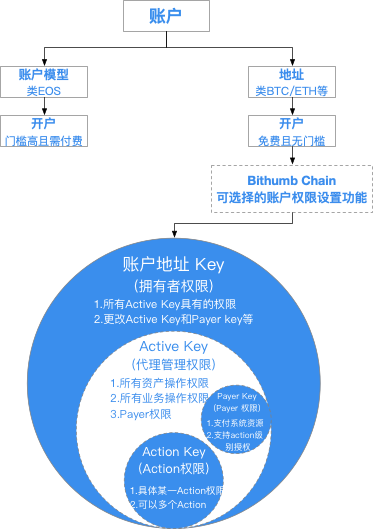 账户
账户模型
类EOS
地址
类BTC/ETH等
开户
门槛高且需付费
开户
免费且无门槛
Bithumb Chain
可选择的账户权限设置功能
账户地址 Key
(拥有者权限)
1.所有Active Key具有的权限
2.更改Active Key和Payer key等
Active Key
(代理管理权限)
1.所有资产操作权限
2.所有业务操作权限
3.Payer权限
Payer Key
(Payer 权限)
1.支付系统资源
2.支持action级
别授权
Action Key
(Action权限)
1.具体某一Action权限
2.可以多个Action